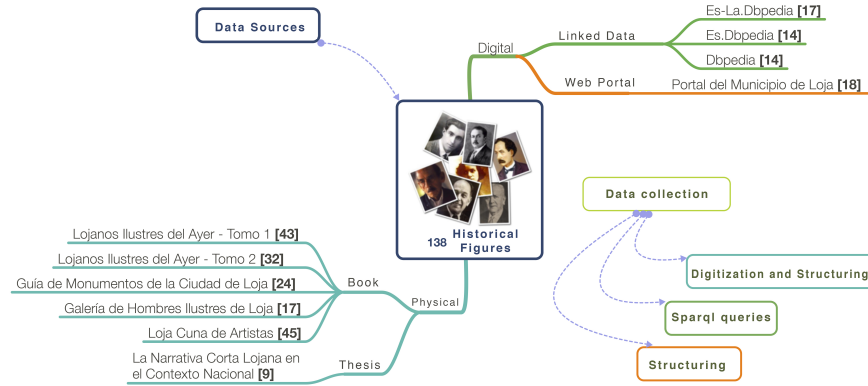 Data Sources
Digital
Linked Data
Es-La.Dbpedia [17]
Es.Dbpedia [14]
Dbpedia [14]
Web Portal
Portal del Municipio de Loja [18]
138 Historical
Figures
Data collection
Digitization and Structuring
Sparql queries
Structuring
Physical
Book
Lojanos Ilustres del Ayer - Tomo 1 [43]
Lojanos Ilustres del Ayer - Tomo 2 [32]
Guía de Monumentos de la Ciudad de Loja [24]
Galería de Hombres Ilustres de Loja [17]
Loja Cuna de Artistas [45]
Thesis
La Narrativa Corta Lojana en
el Contexto Nacional [9]